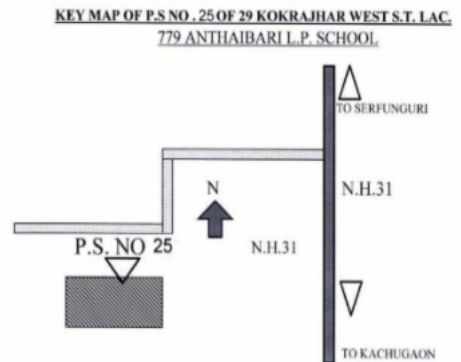 KEY MAP OF P.S NO . 25 OF 29 KOKRAJHAR WEST S.T. LAC.
779 ANTHAIBARI L.P. SCHOOL
TO SERFUNGURI
N
N.H.31
P.S. NO 25
N.H.31
TO KACHUGAON